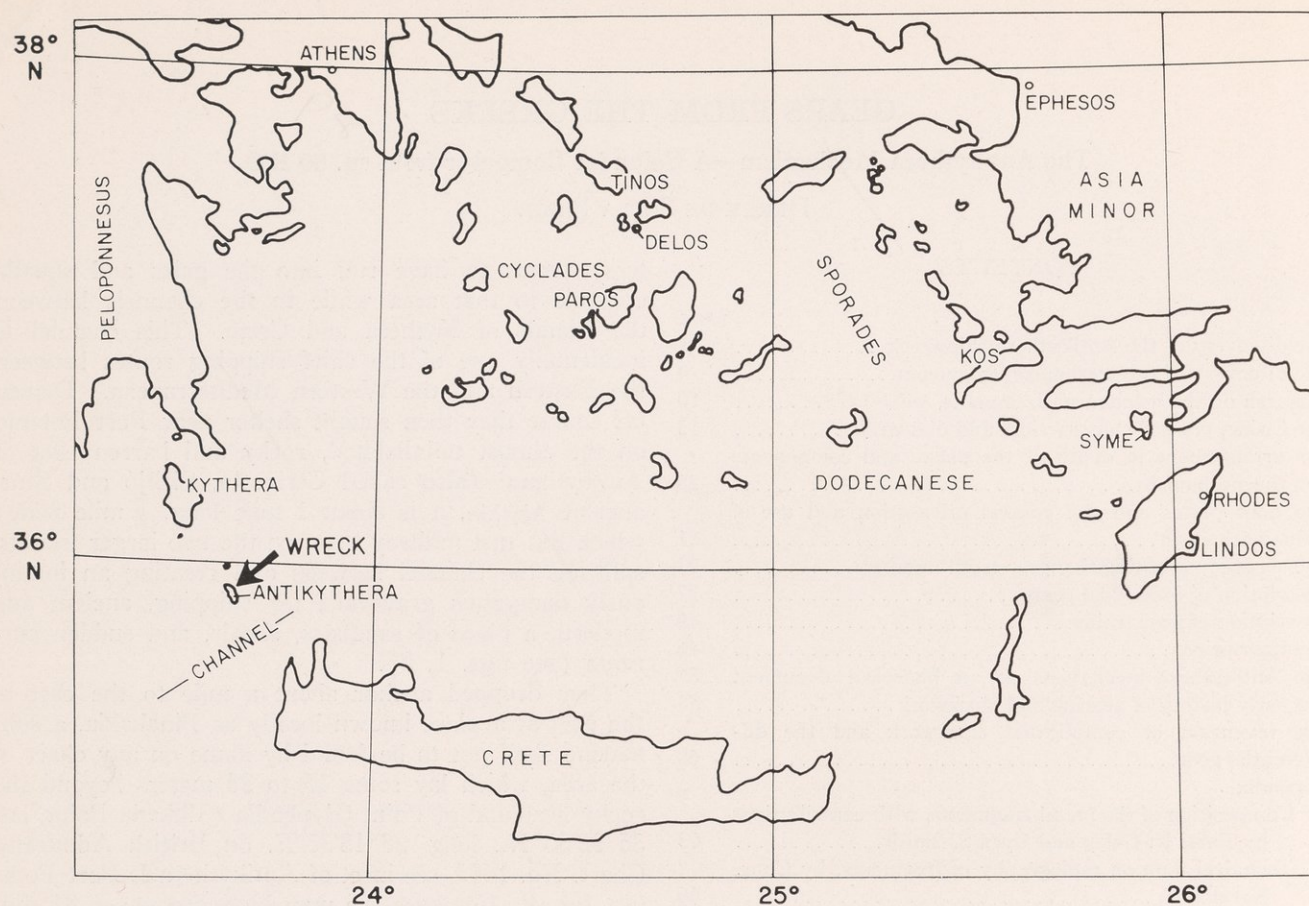 38°
N
ATHENS
EPHESOS
PELOPONNESUS
TINOS
ASIA
MINOR
DELOS
CYCLADES
SPORADES
PAROS
KOS
SYME
KYTHERA
DODECANESE
RHODES
36°
N
WRECK
LINDOS
ANTIKYTHERA
CHANNEL
CRETE
24°
25°
26°